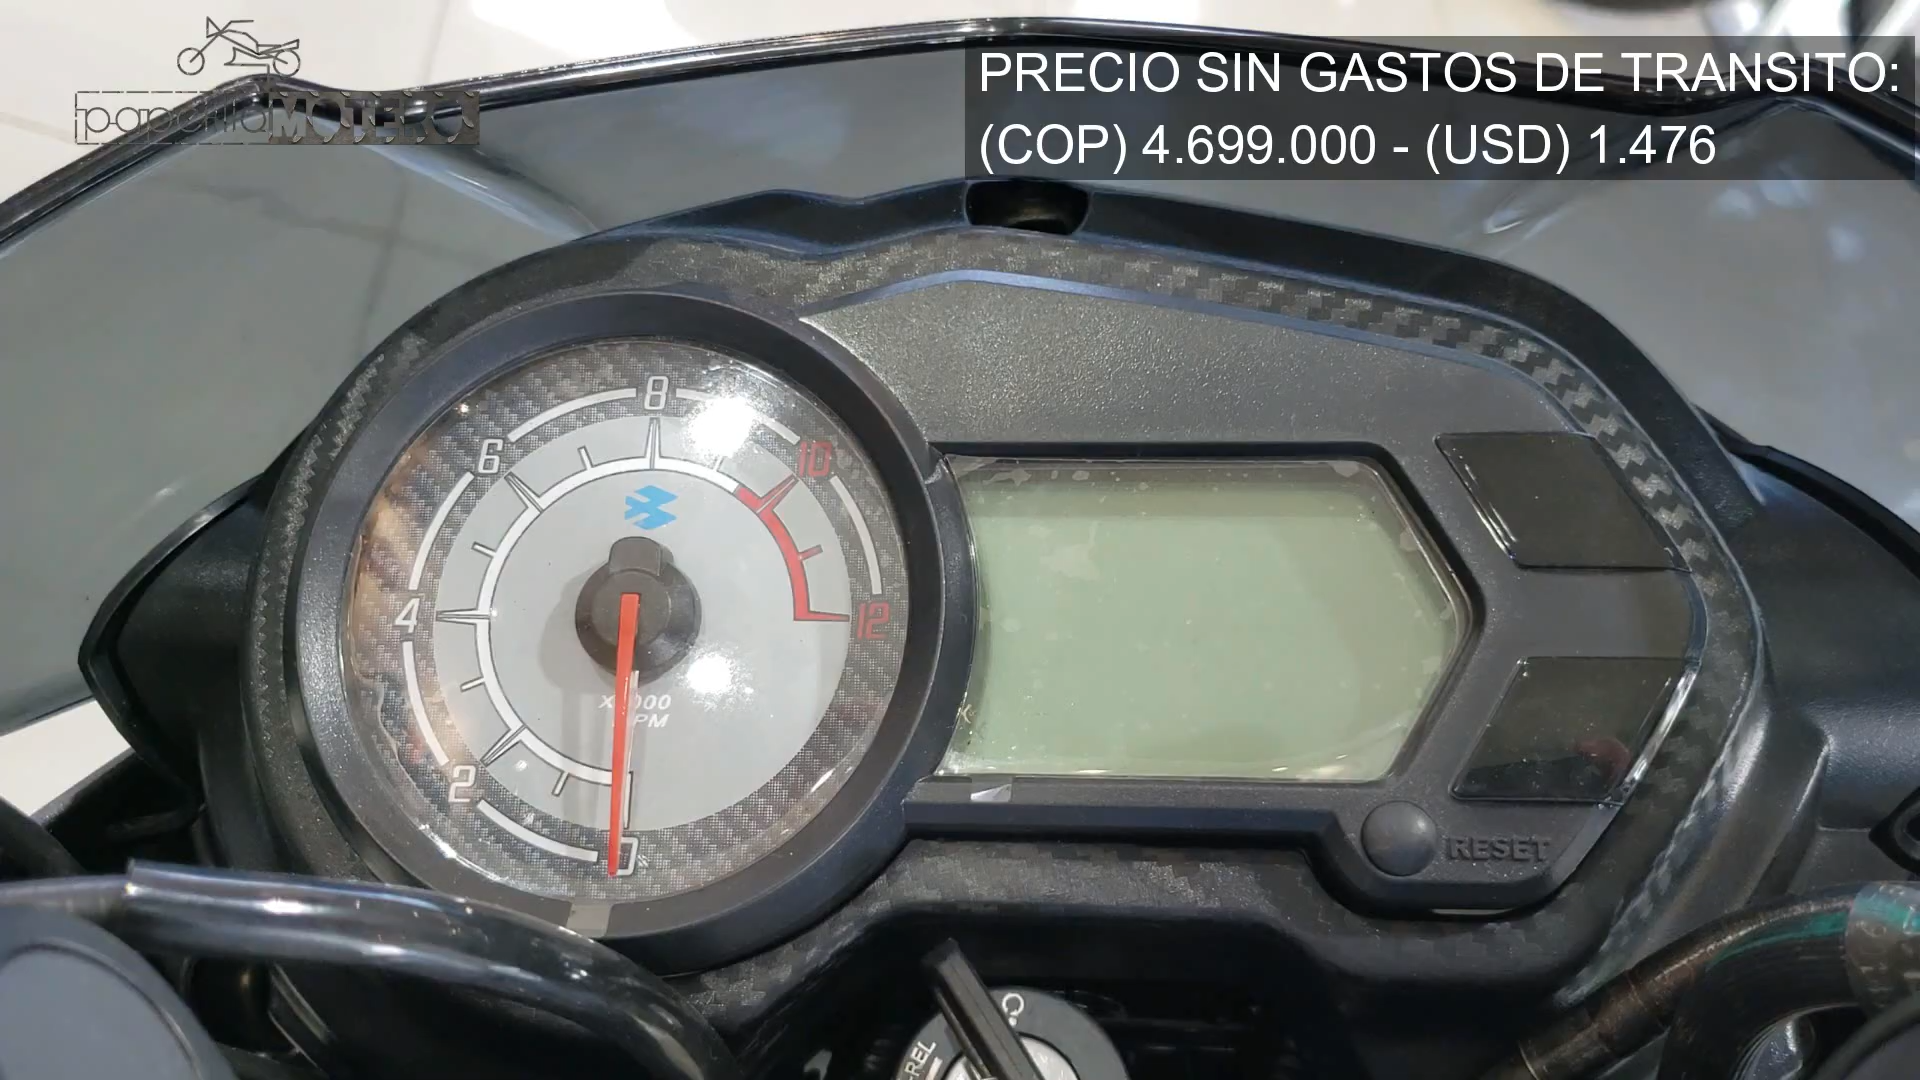 papayaMOTERO
PRECIO SIN GASTOS DE TRANSITO:
(COP) 4.699.000 - (USD) 1.476
8
6
10
4
12
2
0
RESET